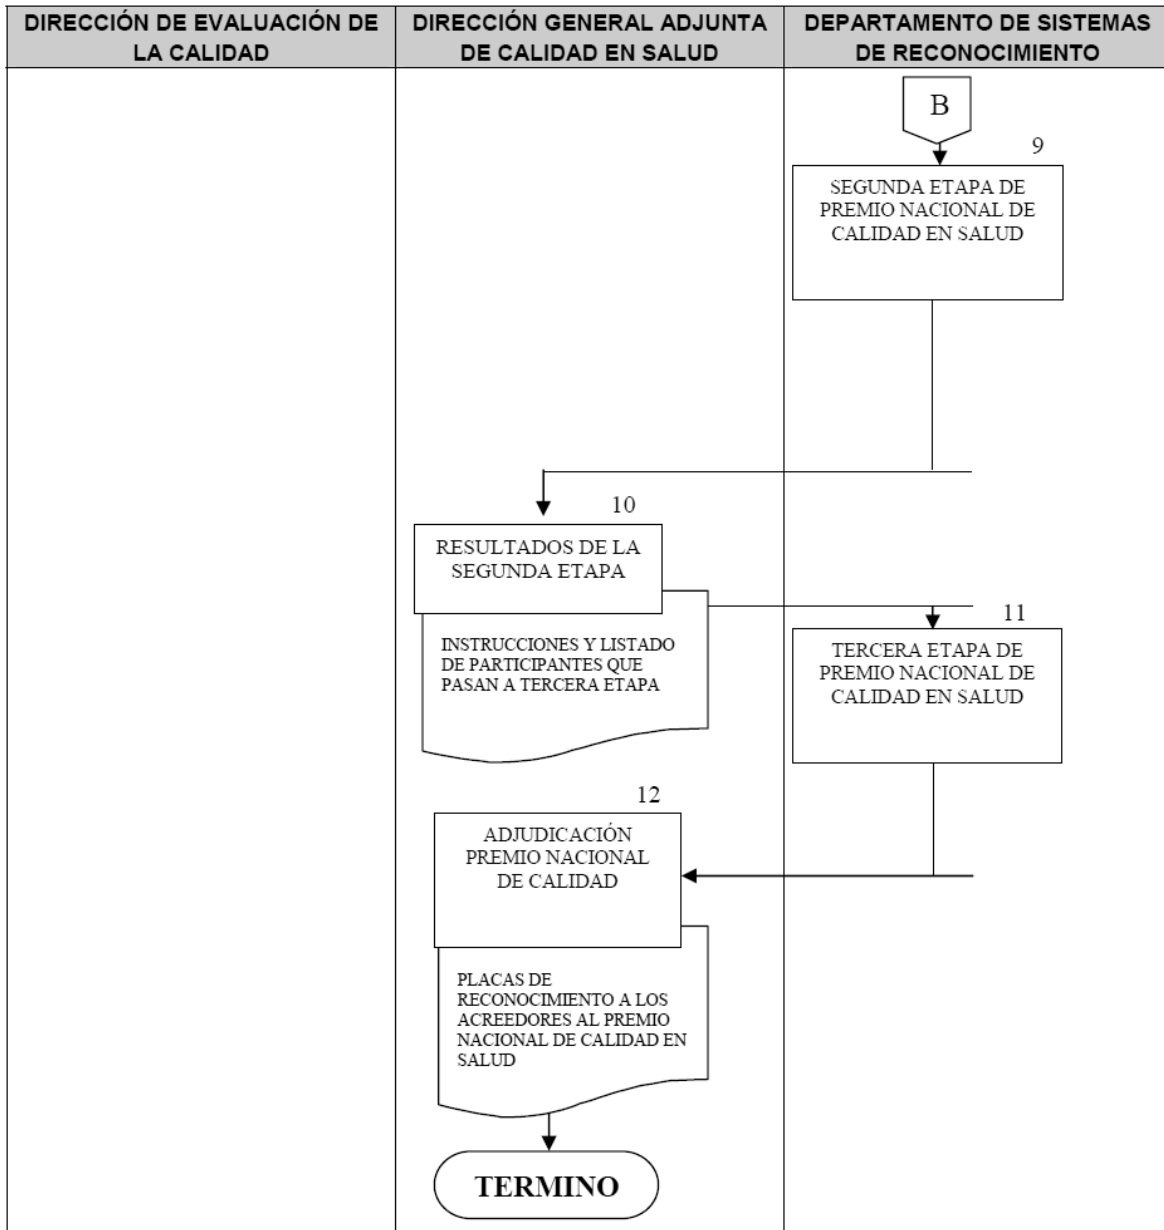 DIRECCIÓN DE EVALUACIÓN DE
LA CALIDAD
DIRECCIÓN GENERAL ADJUNTA
DE CALIDAD EN SALUD
DEPARTAMENTO DE SISTEMAS
DE RECONOCIMIENTO
B
9
SEGUNDA ETAPA DE
PREMIO NACIONAL DE
CALIDAD EN SALUD
10
RESULTADOS DE LA
SEGUNDA ETAPA
INSTRUCCIONES Y LISTADO
DE PARTICIPANTES QUE
PASAN A TERCERA ETAPA
11
TERCERA ETAPA DE
PREMIO NACIONAL DE
CALIDAD EN SALUD
12
ADJUDICACIÓN
PREMIO NACIONAL
DE CALIDAD
PLACAS DE
RECONOCIMIENTO A LOS
ACREEDORES AL PREMIO
NACIONAL DE CALIDAD EN
SALUD
TERMINO